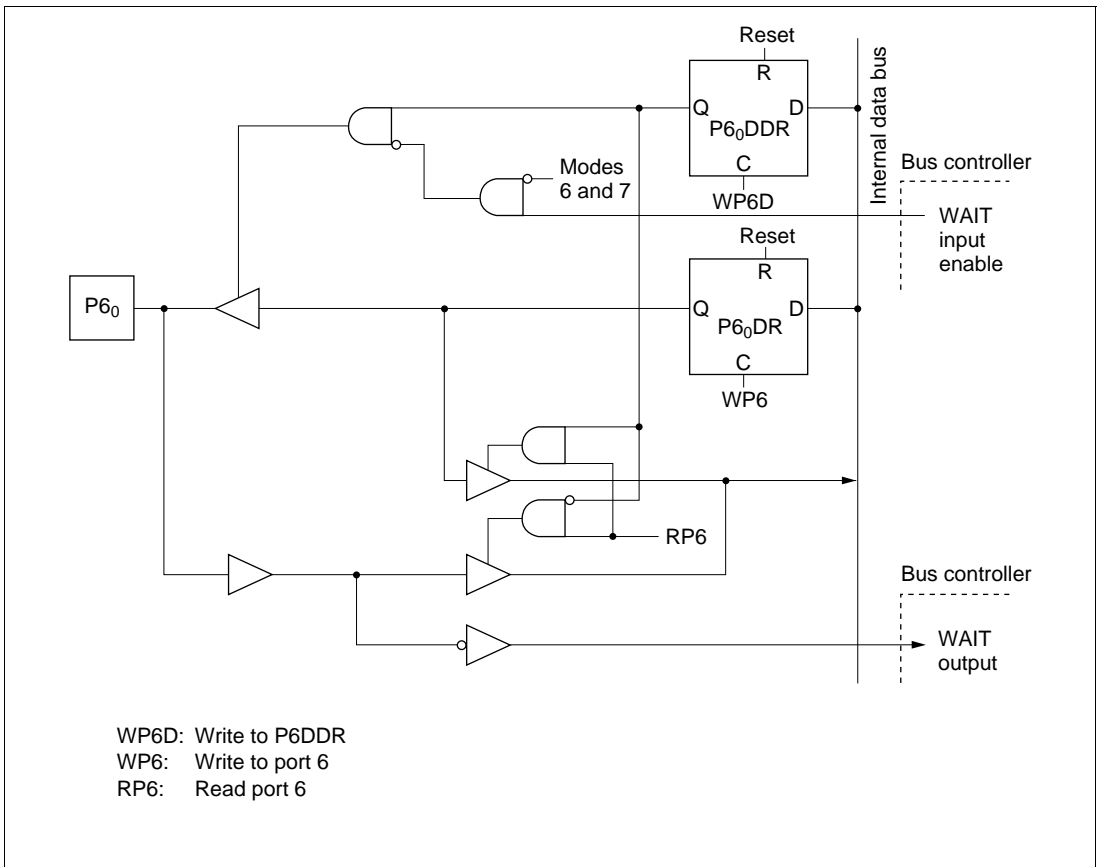 Reset
R
Q
D
P6₀DDR
C
WP6D
Internal data bus
Bus controller
WAIT
input
enable
Modes
6 and 7
Reset
R
Q
D
P6₀DR
C
WP6
P6₀
RP6
Bus controller
WAIT
output
WP6D: Write to P6DDR
WP6: Write to port 6
RP6: Read port 6